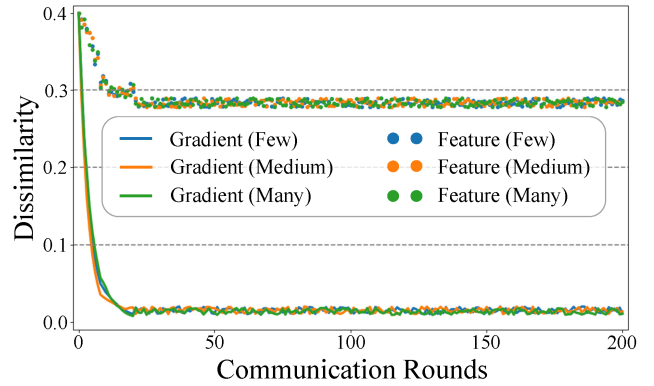 0.4
0.3
0.2
0.1
0.0
Dissimilarity
Gradient (Few)
Gradient (Medium)
Gradient (Many)
Feature (Few)
Feature (Medium)
Feature (Many)
0 50 100 150 200
Communication Rounds